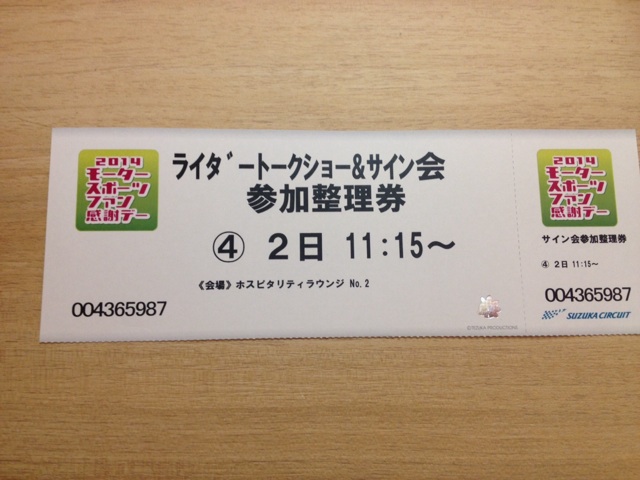 2014
モーター
スポーツ
ファン
感謝デー
ライダートークショー&サイン会
参加整理券
④ 2日 11:15～
《会場》ホスピタリティラウンジ No.2
004365987
©TEZUKA PRODUCTIONS
2014
モーター
スポーツ
ファン
感謝デー
サイン会参加整理券
④ 2日 11:15～
004365987
SUZUKA CIRCUIT